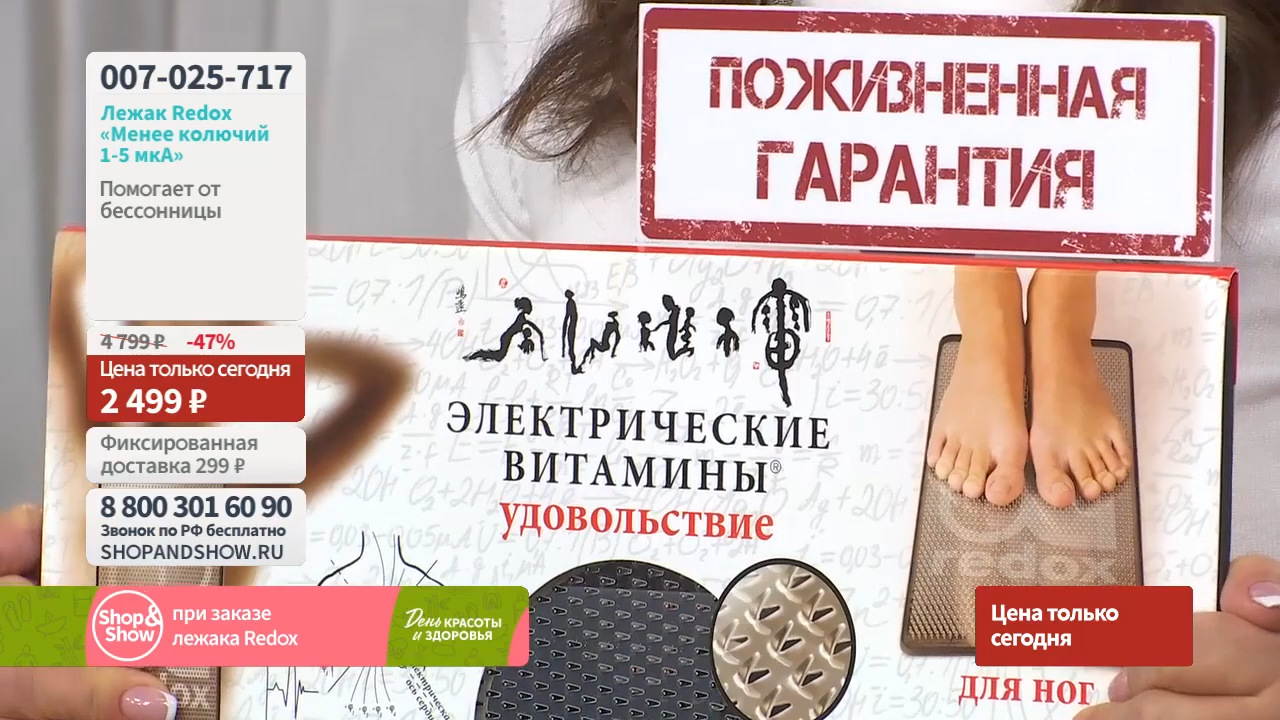 007-025-717
Лежак Redox
«Менее колючий
1-5 мкА»
Помогает от
бессонницы
4 799 ₽ -47%
Цена только сегодня
2 499 ₽
Фиксированная
доставка 299 ₽
8 800 301 60 90
Звонок по РФ бесплатно
SHOPANDSHOW.RU
Shop&
Show
при заказе
лежака Redox
День КРАСОТЫ
и ЗДОРОВЬЯ
ПОЖИЗНЕННАЯ
ГАРАНТИЯ
ЭЛЕКТРИЧЕСКИЕ
ВИТАМИНЫ®
удовольствие
redox
Цена только
сегодня
для ног